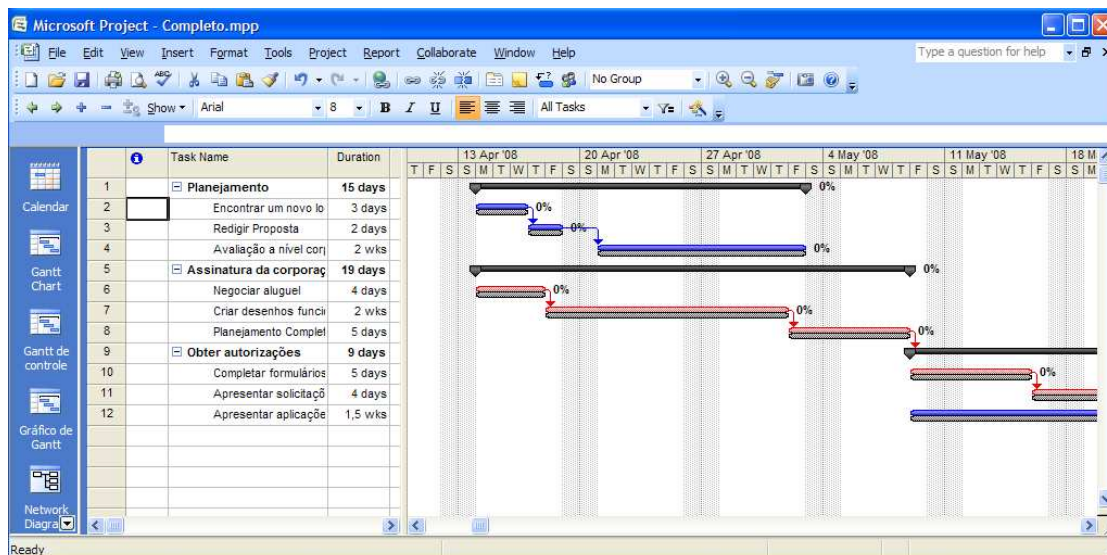 Microsoft Project - Completo.mpp
File Edit View Insert Format Tools Project Report Collaborate Window Help Type a question for help
No Group
Show Arial 8 B I U All Tasks
Task Name Duration 13 Apr '08 20 Apr '08 27 Apr '08 4 May '08 11 May '08 18 M
T F S S M T W T F S S M T W T F S S M T W T F S S M T W T F S S M T W T F S S M
1 Planejamento 15 days 0%
Calendar
2 Encontrar um novo lo 3 days 0%
3 Redigir Proposta 2 days 0%
4 Avaliação a nível corp 2 wks 0%
Gantt Chart
5 Assinatura da corporaç 19 days 0%
6 Negociar aluguel 4 days 0%
7 Criar desenhos funci 2 wks 0%
8 Planejamento Complet 5 days 0%
Gantt de controle
9 Obter autorizações 9 days
10 Completar formulários 5 days 0%
11 Apresentar solicitaçõ 4 days
12 Apresentar aplicaçõe 1,5 wks
Gráfico de Gantt
Network Diagra
Ready